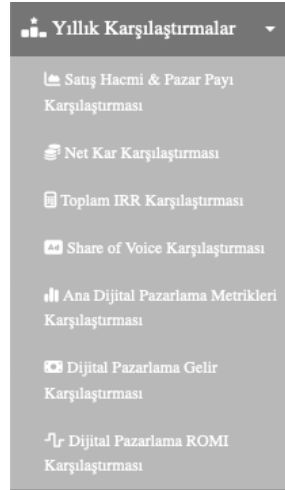 Yıllık Karşılaştırmalar
Satış Hacmi & Pazar Payı
Karşılaştırması
Net Kar Karşılaştırması
Toplam IRR Karşılaştırması
Ad Share of Voice Karşılaştırması
Ana Dijital Pazarlama Metrikleri
Karşılaştırması
Dijital Pazarlama Gelir
Karşılaştırması
Dijital Pazarlama ROMI
Karşılaştırması